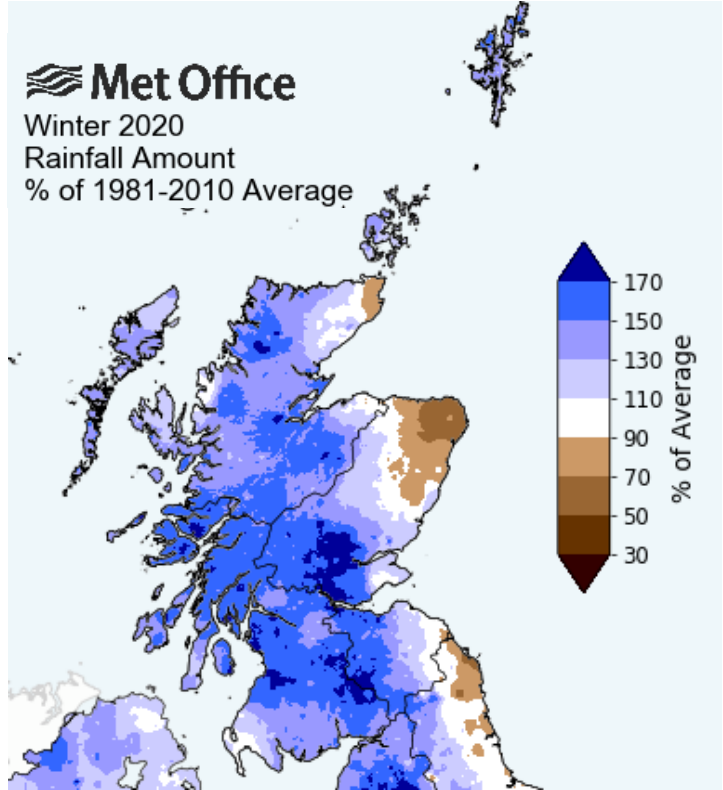 Met Office
Winter 2020
Rainfall Amount
% of 1981-2010 Average
170
150
130
110
90
70
50
30
% of Average